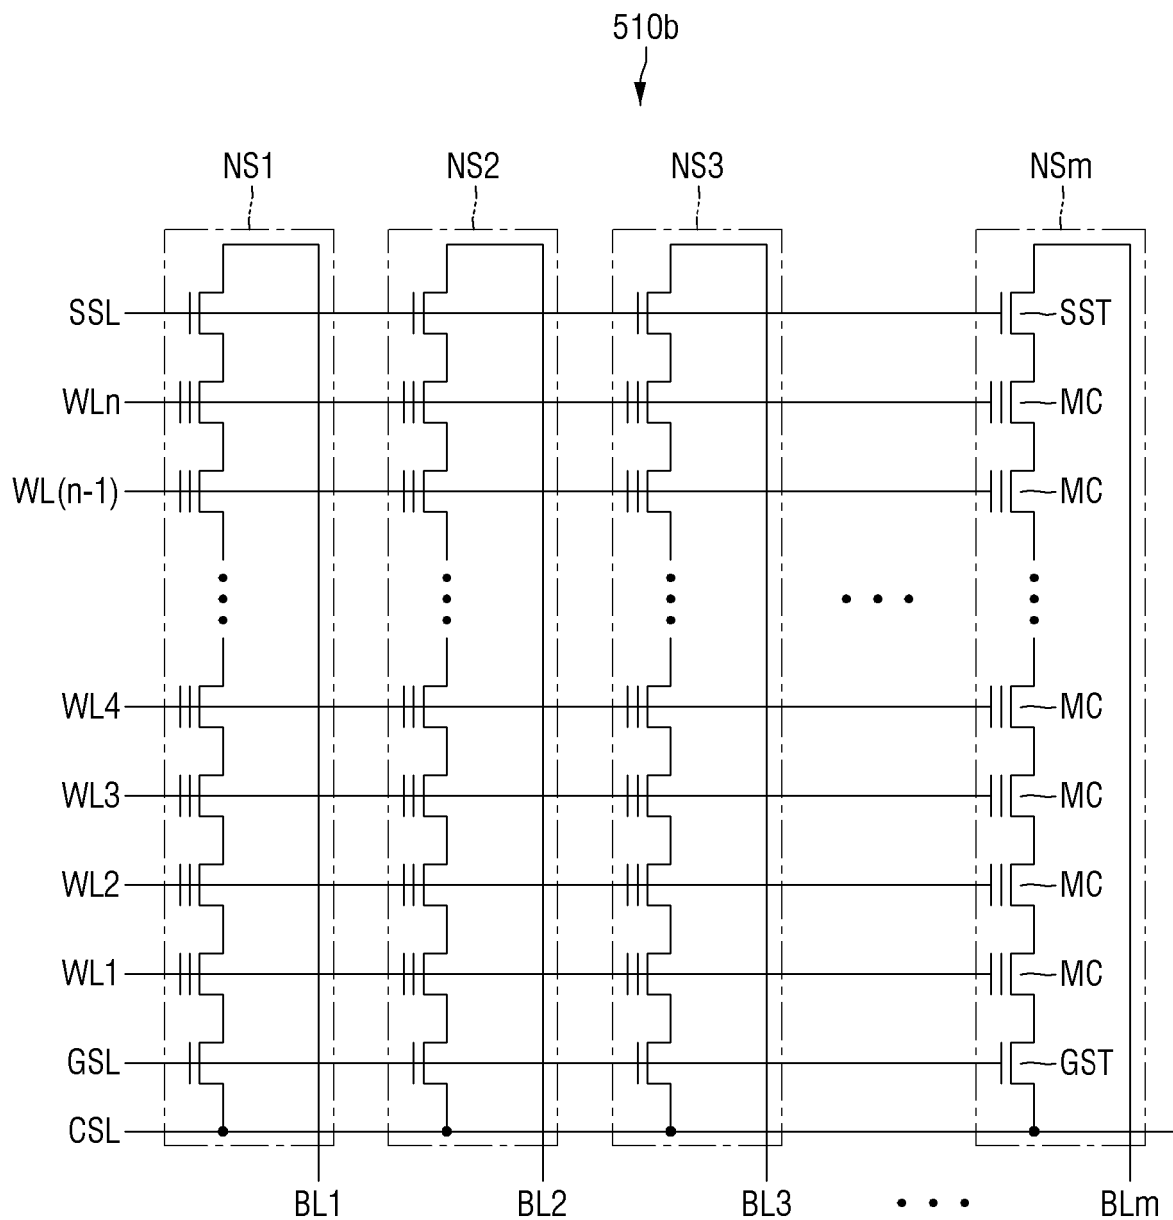 510b
NS1 NS2 NS3 NSm
SSL SST
WLn MC
WL(n-1) MC
WL4 MC
WL3 MC
WL2 MC
WL1 MC
GSL GST
CSL
BL1 BL2 BL3 BLm